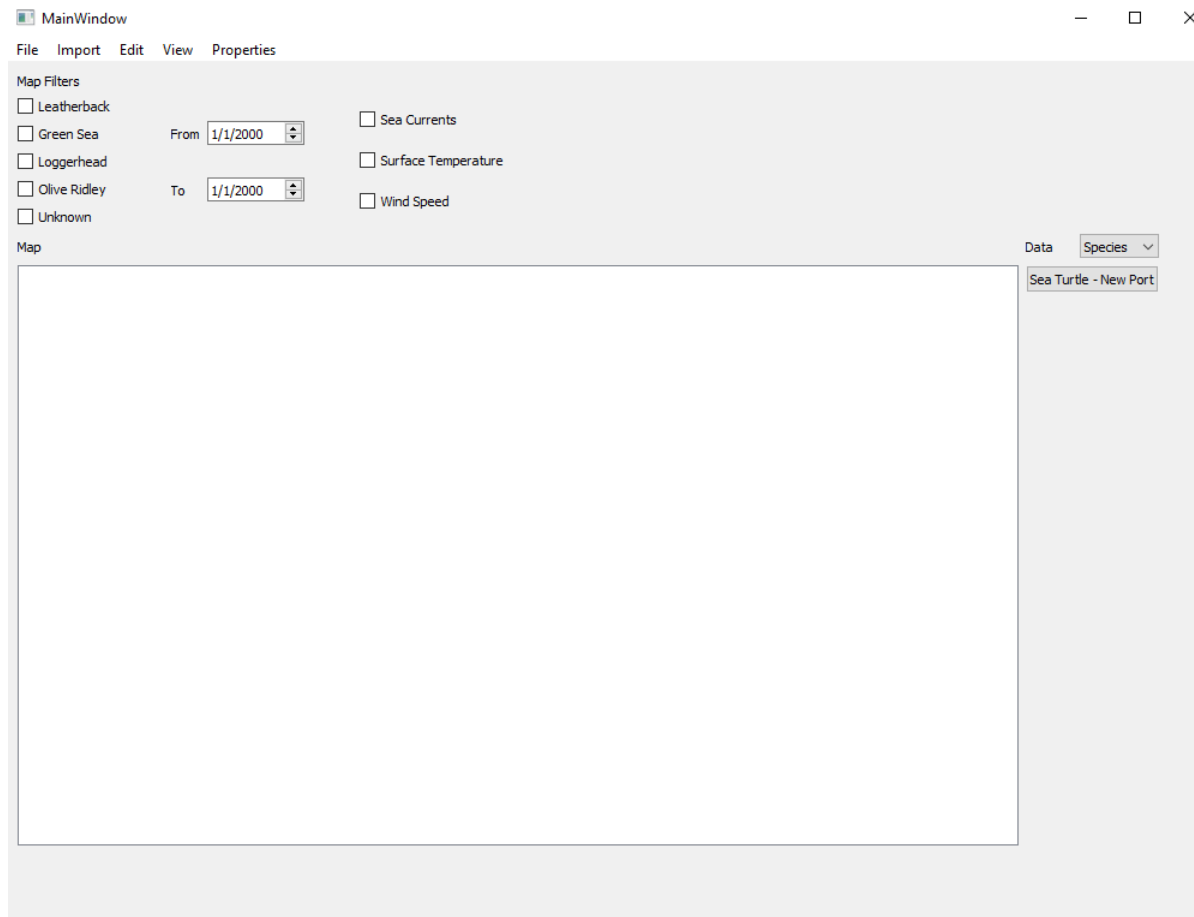 MainWindow
File Import Edit View Properties
Map Filters
Leatherback
Green Sea
Loggerhead
Olive Ridley
Unknown
From 1/1/2000
To 1/1/2000
Sea Currents
Surface Temperature
Wind Speed
Map
Data Species
Sea Turtle - New Port